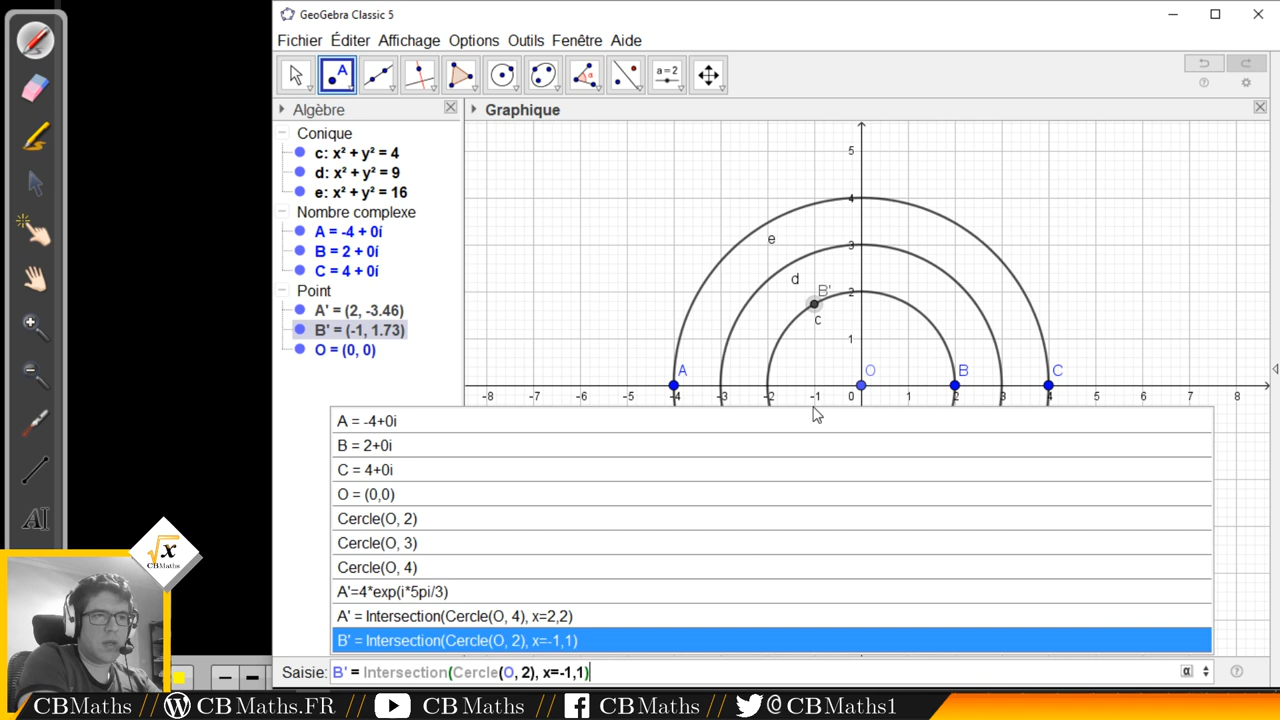 GeoGebra Classic 5
Fichier Éditer Affichage Options Outils Fenêtre Aide
A
a=2
Algèbre
Graphique
Conique
c: x² + y² = 4
d: x² + y² = 9
e: x² + y² = 16
Nombre complexe
A = -4 + 0í
B = 2 + 0í
C = 4 + 0í
Point
A' = (2, -3.46)
B' = (-1, 1.73)
O = (0, 0)
5
4
e
3
d
B'
2
c
1
A
O
B
C
-8 -7 -6 -5 -4 -3 -2 -1 0 1 2 3 4 5 6 7 8
A = -4+0i
B = 2+0i
C = 4+0i
O = (0,0)
Cercle(O, 2)
Cercle(O, 3)
Cercle(O, 4)
A'=4*exp(i*5pi/3)
A' = Intersection(Cercle(O, 4), x=2,2)
B' = Intersection(Cercle(O, 2), x=-1,1)
Saisie: B' = Intersection(Cercle(O, 2), x=-1,1)
α
AI
√x
CBMaths
CBMaths CBMaths.FR CBMaths CBMaths @CBMaths1